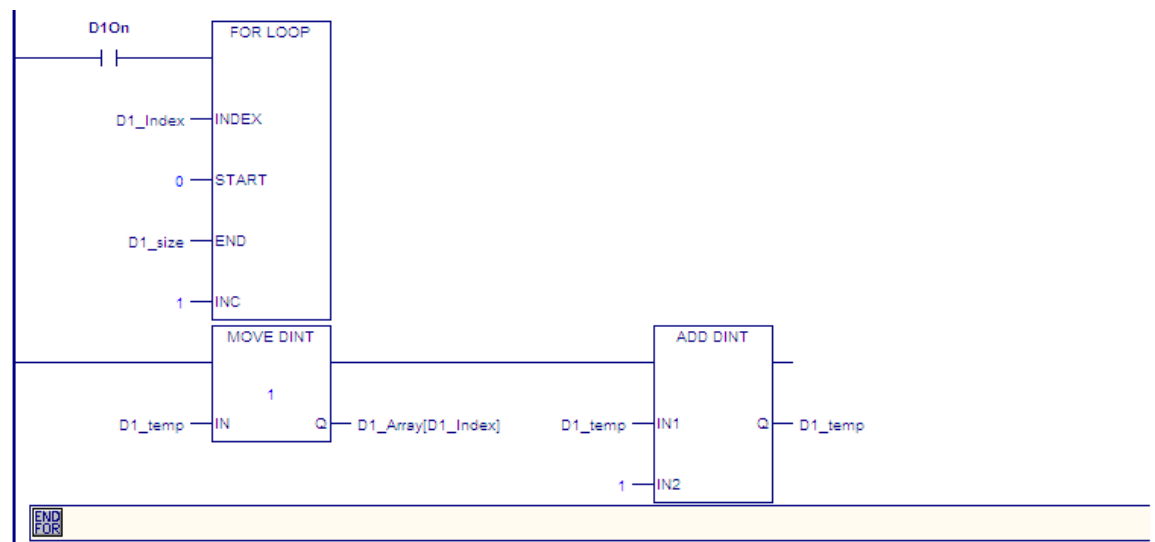 D1On
FOR LOOP
D1_Index INDEX
0 START
D1_size END
1 INC
MOVE DINT ADD DINT
1
D1_temp IN Q D1_Array[D1_Index] D1_temp IN1 Q D1_temp
1 IN2
END
FOR